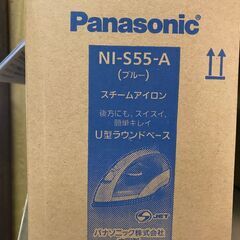 Panasonic
NI-S55-A
(ブルー)
スチームアイロン
後方にも、スイスイ、
簡単キレイ
U型ラウンドベース
S JET
パナソニック株式会社